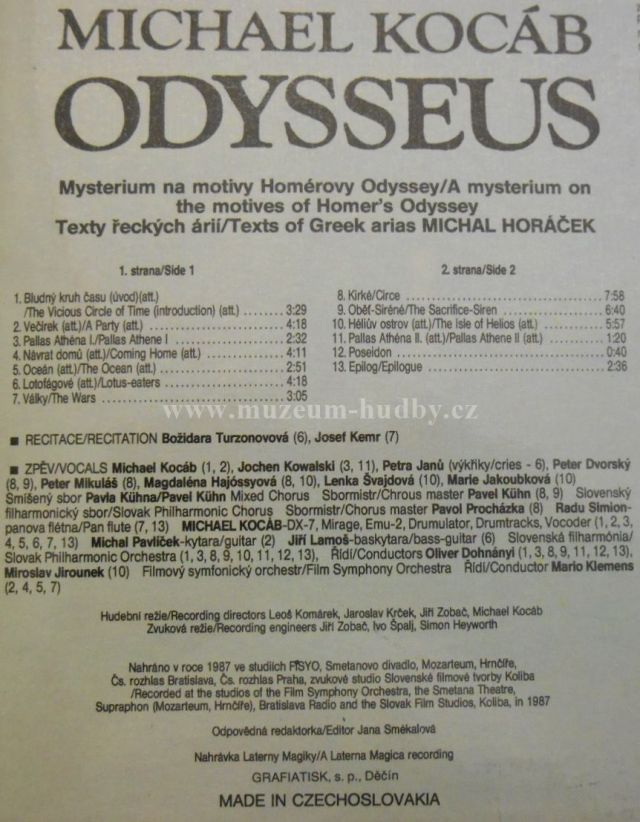 MICHAEL KOCÁB
ODYSSEUS
Mysterium na motivy Homérovy Odyssey/A mysterium on
the motives of Homer's Odyssey
Texty řeckých árií/Texts of Greek arias MICHAL HORÁČEK
1. strana/Side 1
1. Bludný kruh času (úvod)(att.)
/The Vicious Circle of Time (introduction) (att.) ........ 3:29
2. Večírek (att.)/A Party (att.) ........ 4:18
3. Pallas Athéna I./Pallas Athene I ........ 2:32
4. Návrat domů (att.)/Coming Home (att.) ........ 4:11
5. Oceán (att.)/The Ocean (att.) ........ 2:51
6. Lotofágové (att.)/Lotus-eaters ........ 4:18
7. Války/The Wars ........ 3:05
2. strana/Side 2
8. Kirké/Circe ........ 7:58
9. Oběť-Siréné/The Sacrifice-Siren ........ 6:40
10. Héliův ostrov (att.)/The Isle of Helios (att.) ........ 5:57
11. Pallas Athéna II. (att.)/Pallas Athene II (att.) ........ 1:20
12. Poseidon ........ 0:40
13. Epilog/Epilogue ........ 2:36
www.muzeum-hudby.cz
■ RECITACE/RECITATION Božidara Turzonovová (6), Josef Kemr (7)
■ ZPĚV/VOCALS Michael Kocáb (1, 2), Jochen Kowalski (3, 11), Petra Janů (výkřiky/cries - 6), Peter Dvorský
(8, 9), Peter Mikuláš (8), Magdaléna Hajóssyová (8, 10), Lenka Švajdová (10), Marie Jakoubková (10)
Smíšený sbor Pavla Kühna/Pavel Kühn Mixed Chorus Sbormistr/Chrous master Pavel Kühn (8, 9) Slovenský
filharmonický sbor/Slovak Philharmonic Chorus Sbormistr/Chorus master Pavol Procházka (8) Radu Simion-
panova flétna/Pan flute (7, 13) MICHAEL KOCÁB-DX-7, Mirage, Emu-2, Drumulator, Drumtracks, Vocoder (1, 2, 3,
4, 5, 6, 7, 13) Michal Pavlíček-kytara/guitar (2) Jiří Lamoš-baskytara/bass-guitar (6) Slovenská filharmónia/
Slovak Philharmonic Orchestra (1, 3, 8, 9, 10, 11, 12, 13), Řídí/Conductors Oliver Dohnányi (1, 3, 8, 9, 11, 12, 13),
Miroslav Jirounek (10) Filmový symfonický orchestr/Film Symphony Orchestra Řídí/Conductor Mario Klemens
(2, 4, 5, 7)
Hudební režie/Recording directors Leoš Komárek, Jaroslav Krček, Jiří Zobač, Michael Kocáb
Zvuková režie/Recording engineers Jiří Zobač, Ivo Špalj, Simon Heyworth
Nahráno v roce 1987 ve studiích FISYO, Smetanovo divadlo, Mozarteum, Hrnčíře,
Čs. rozhlas Bratislava, Čs. rozhlas Praha, zvukové studio Slovenské filmové tvorby Koliba
/Recorded at the studios of the Film Symphony Orchestra, the Smetana Theatre,
Supraphon (Mozarteum, Hrnčíře), Bratislava Radio and the Slovak Film Studios, Koliba, in 1987
Odpovědná redaktorka/Editor Jana Smékalová
Nahrávka Laterny Magiky/A Laterna Magica recording
GRAFIATISK, s. p., Děčín
MADE IN CZECHOSLOVAKIA